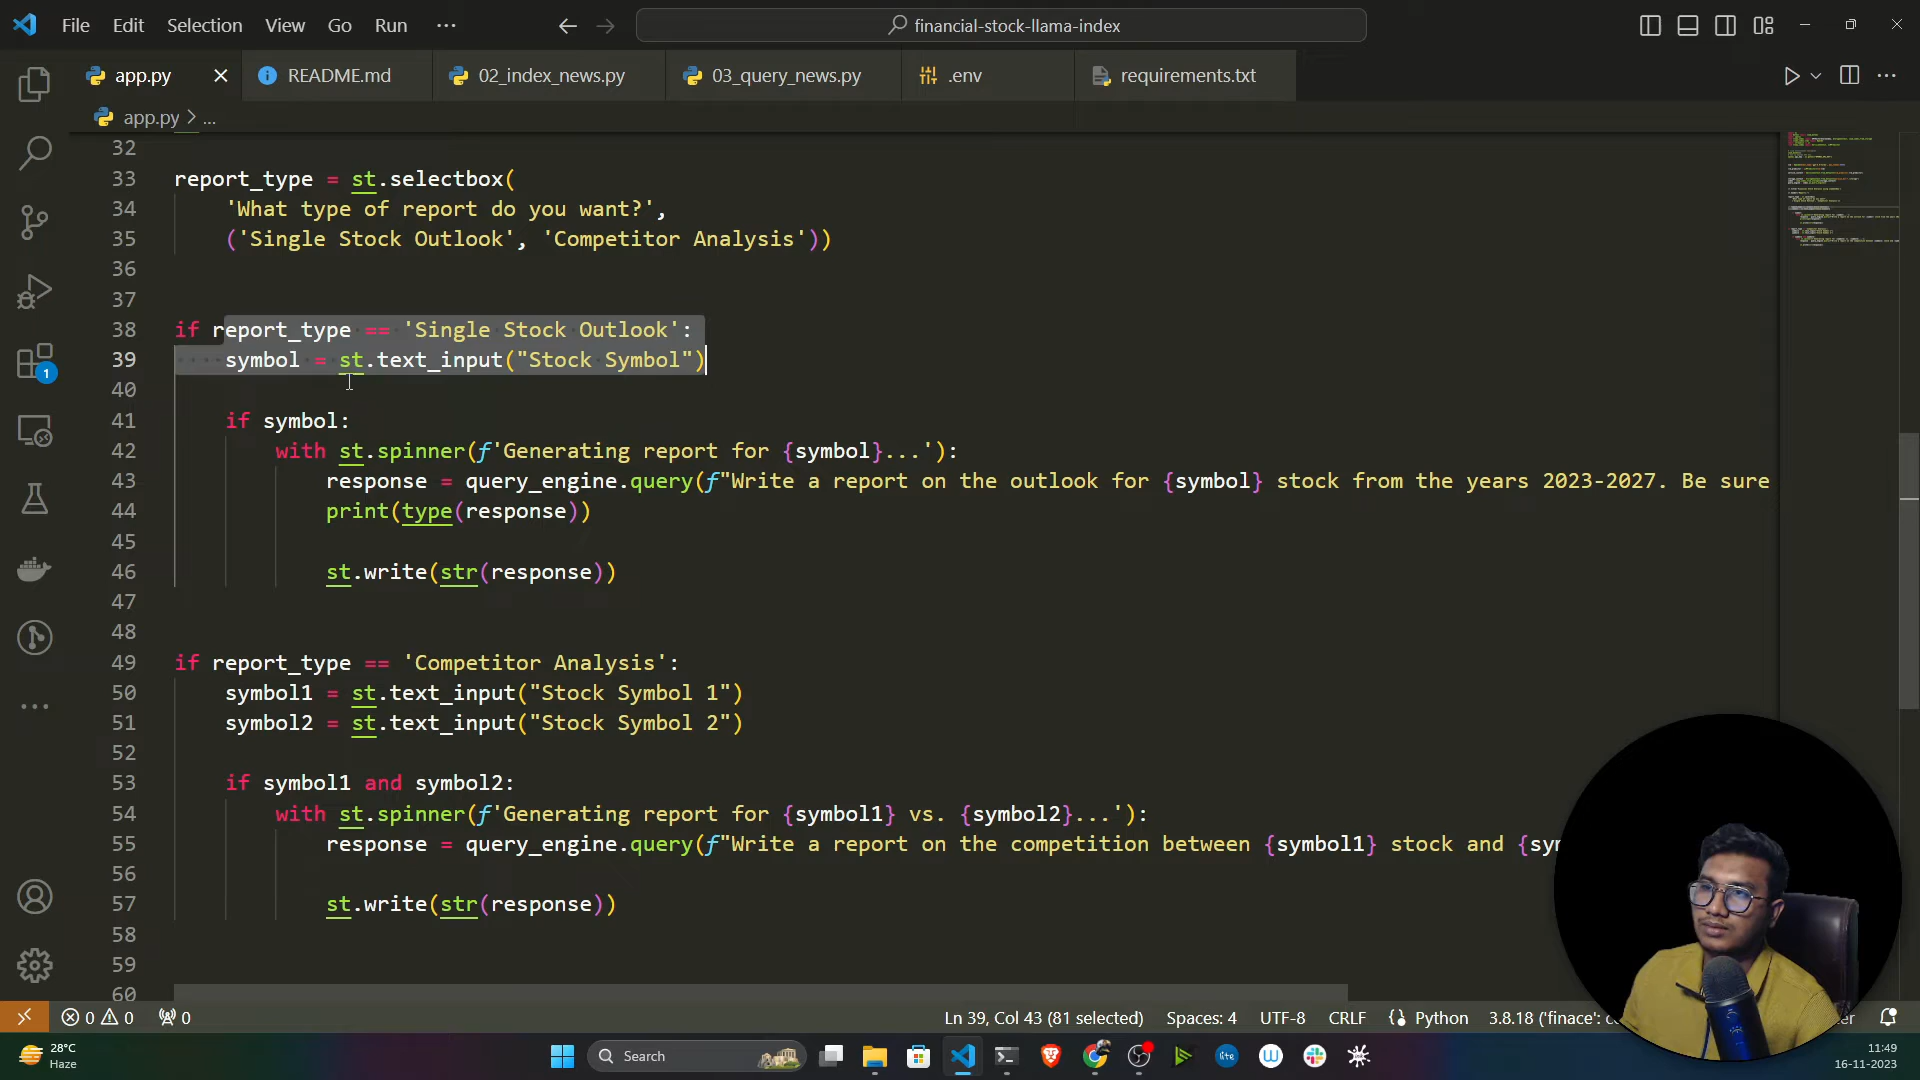 File Edit Selection View Go Run ··· financial-stock-llama-index
app.py README.md 02_index_news.py 03_query_news.py .env requirements.txt
app.py > ...
32
33 report_type = st.selectbox(
34 'What type of report do you want?',
35 ('Single Stock Outlook', 'Competitor Analysis'))
36
37
38 if report_type == 'Single Stock Outlook':
39 symbol = st.text_input("Stock Symbol")
40
41 if symbol:
42 with st.spinner(f'Generating report for {symbol}...'):
43 response = query_engine.query(f"Write a report on the outlook for {symbol} stock from the years 2023-2027. Be sure
44 print(type(response))
45
46 st.write(str(response))
47
48
49 if report_type == 'Competitor Analysis':
50 symbol1 = st.text_input("Stock Symbol 1")
51 symbol2 = st.text_input("Stock Symbol 2")
52
53 if symbol1 and symbol2:
54 with st.spinner(f'Generating report for {symbol1} vs. {symbol2}...'):
55 response = query_engine.query(f"Write a report on the competition between {symbol1} stock and {sym
56
57 st.write(str(response))
58
59
60
1
0 0 0 Ln 39, Col 43 (81 selected) Spaces: 4 UTF-8 CRLF Python 3.8.18 ('finace':
28°C
Haze
Search
11:49
16-11-2023